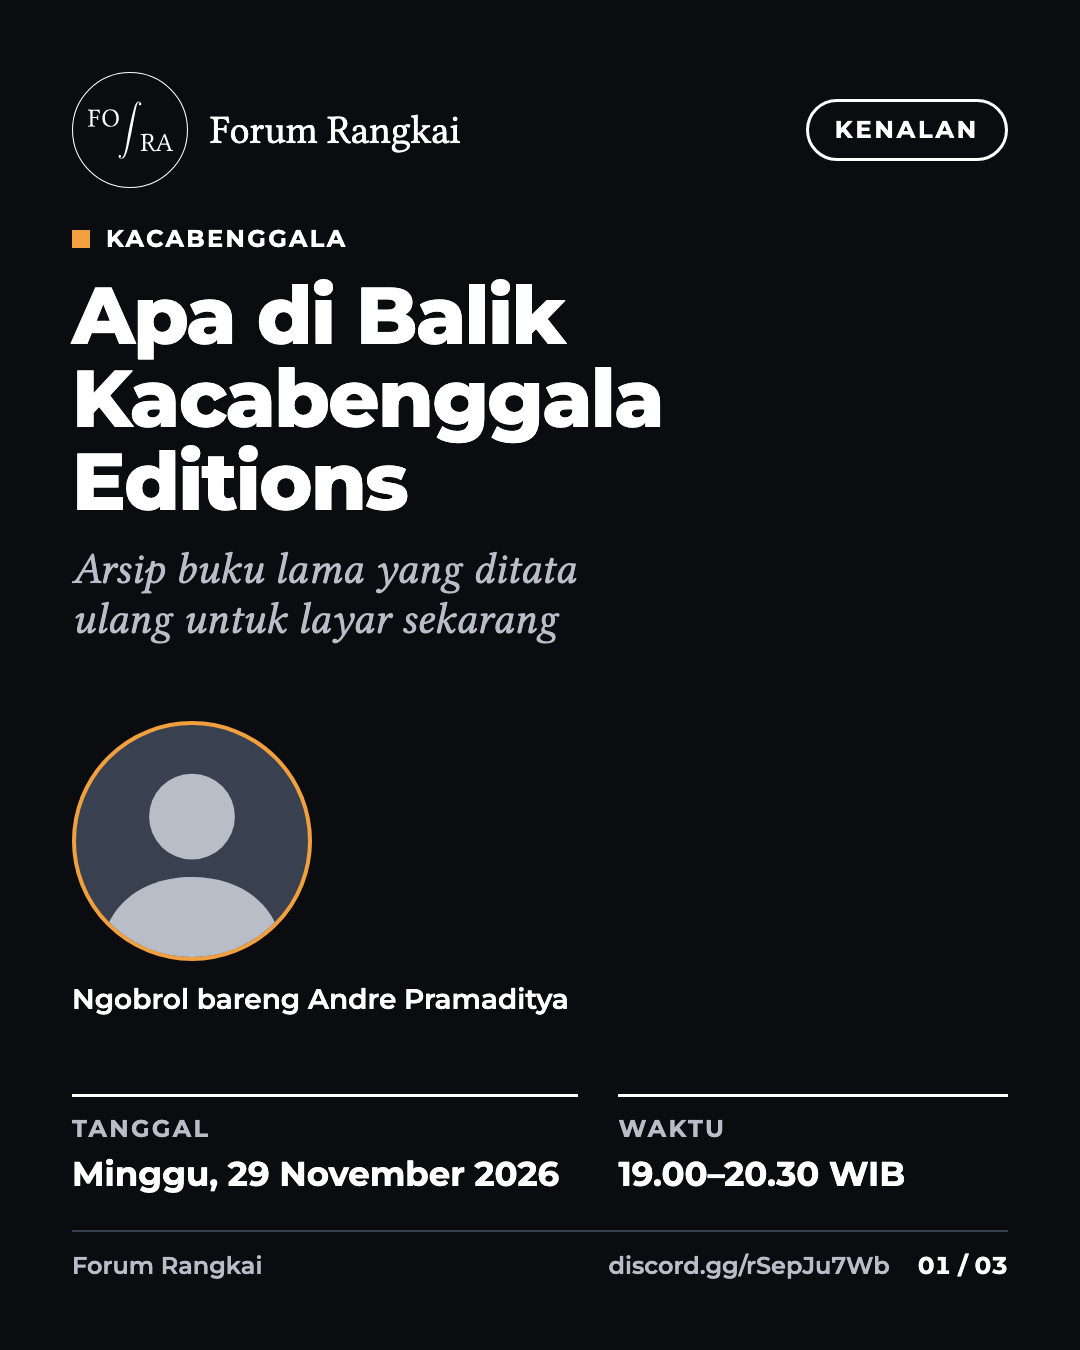 FO RA
Forum Rangkai
KENALAN
KACABENGGALA
Apa di Balik
Kacabenggala
Editions
Arsip buku lama yang ditata
ulang untuk layar sekarang
Ngobrol bareng Andre Pramaditya
TANGGAL
Minggu, 29 November 2026
WAKTU
19.00–20.30 WIB
Forum Rangkai
discord.gg/rSepJu7Wb
01 / 03